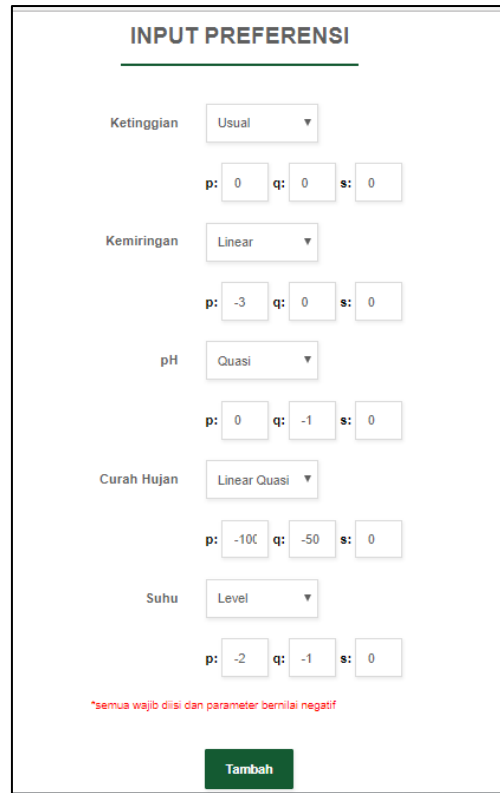 INPUT PREFERENSI
Ketinggian Usual ▼
p: 0 q: 0 s: 0
Kemiringan Linear ▼
p: -3 q: 0 s: 0
pH Quasi ▼
p: 0 q: -1 s: 0
Curah Hujan Linear Quasi ▼
p: -100 q: -50 s: 0
Suhu Level ▼
p: -2 q: -1 s: 0
*semua wajib diisi dan parameter bernilai negatif
Tambah